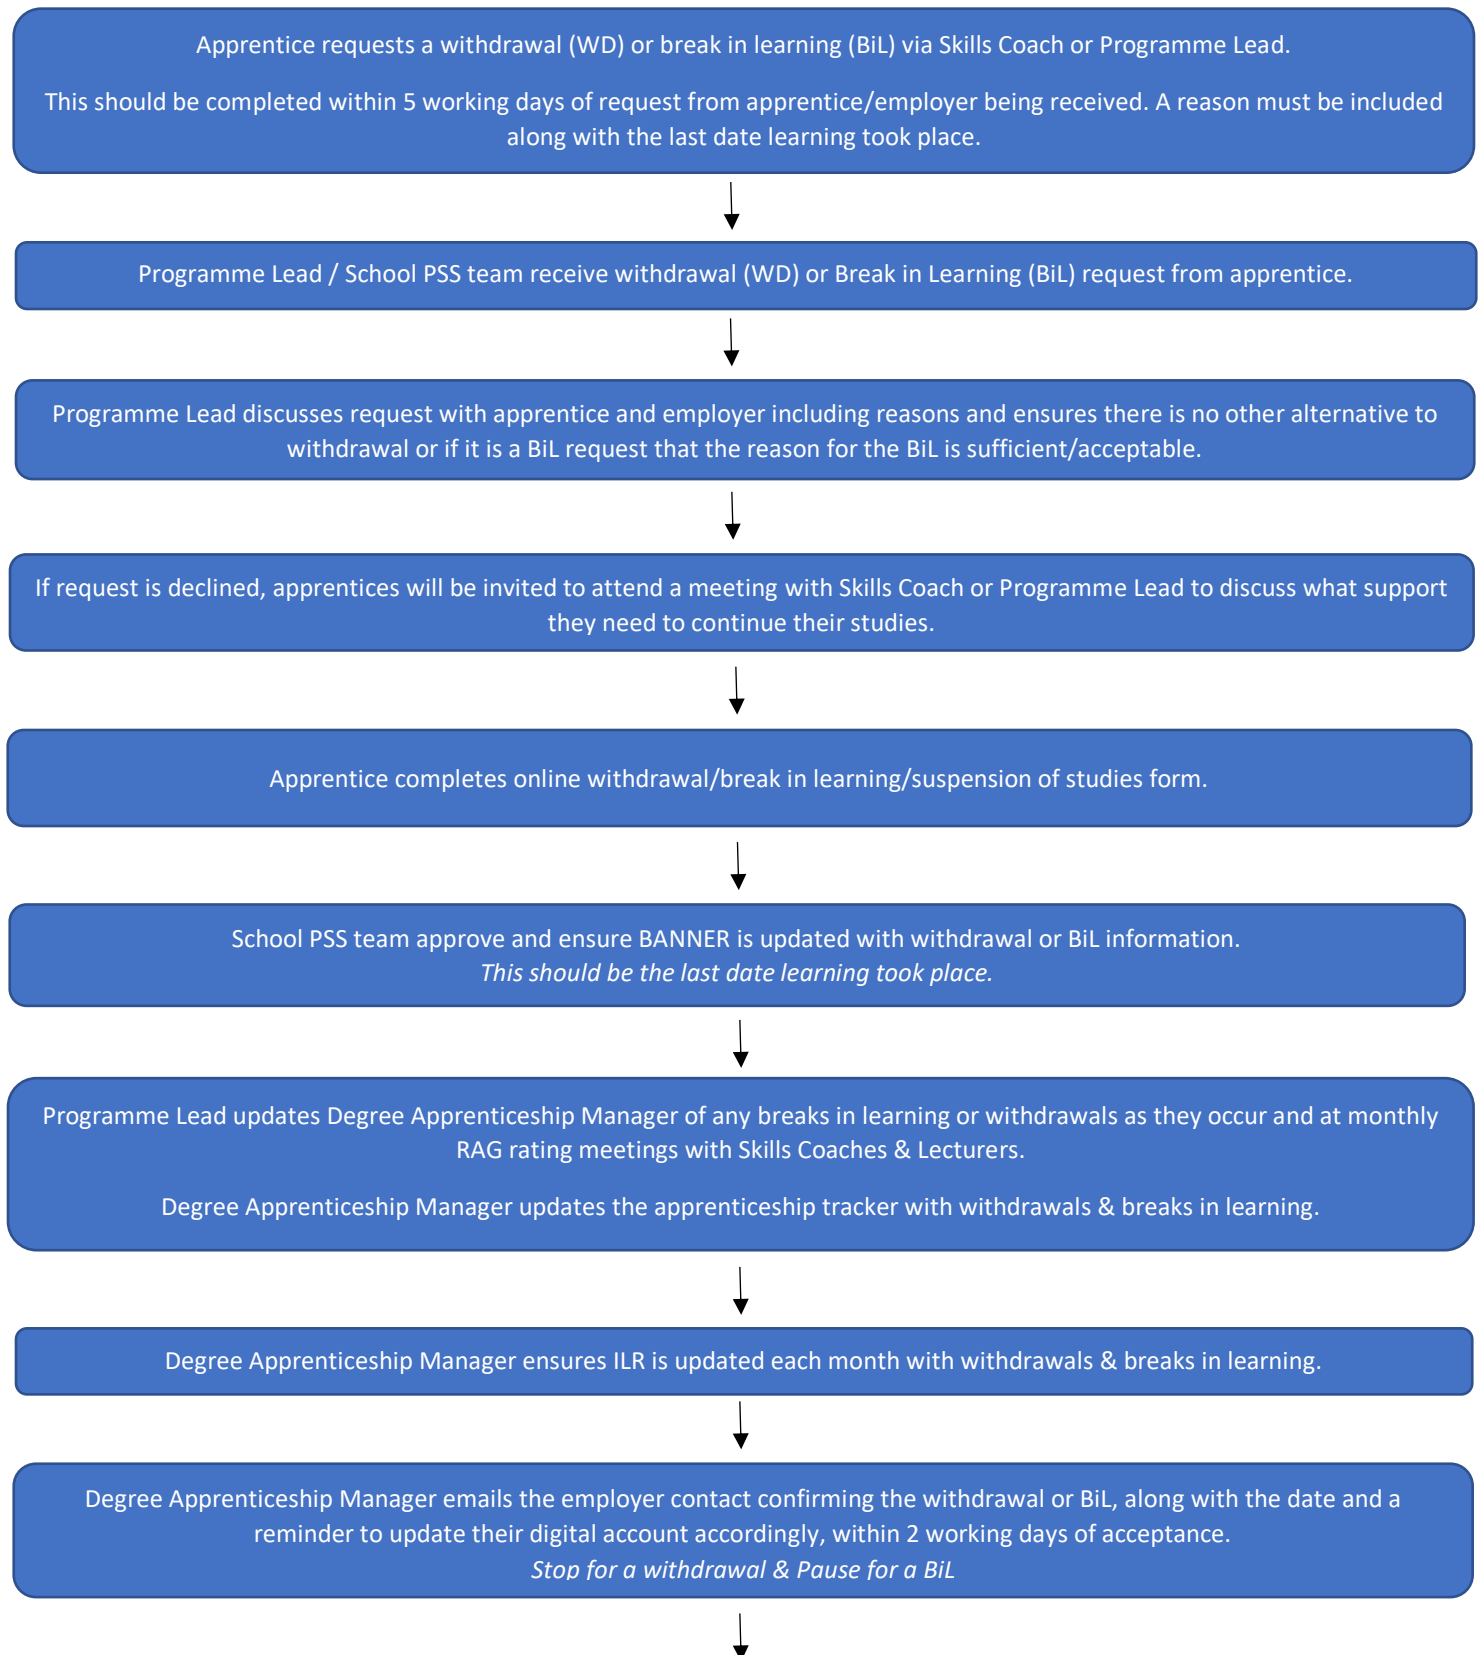 Apprentice requests a withdrawal (WD) or break in learning (BiL) via Skills Coach or Programme Lead.
This should be completed within 5 working days of request from apprentice/employer being received. A reason must be included
along with the last date learning took place.
Programme Lead / School PSS team receive withdrawal (WD) or Break in Learning (BiL) request from apprentice.
Programme Lead discusses request with apprentice and employer including reasons and ensures there is no other alternative to
withdrawal or if it is a BiL request that the reason for the BiL is sufficient/acceptable.
If request is declined, apprentices will be invited to attend a meeting with Skills Coach or Programme Lead to discuss what support
they need to continue their studies.
Apprentice completes online withdrawal/break in learning/suspension of studies form.
School PSS team approve and ensure BANNER is updated with withdrawal or BiL information.
This should be the last date learning took place.
Programme Lead updates Degree Apprenticeship Manager of any breaks in learning or withdrawals as they occur and at monthly
RAG rating meetings with Skills Coaches & Lecturers.
Degree Apprenticeship Manager updates the apprenticeship tracker with withdrawals & breaks in learning.
Degree Apprenticeship Manager ensures ILR is updated each month with withdrawals & breaks in learning.
Degree Apprenticeship Manager emails the employer contact confirming the withdrawal or BiL, along with the date and a
reminder to update their digital account accordingly, within 2 working days of acceptance.
Stop for a withdrawal & Pause for a BiL